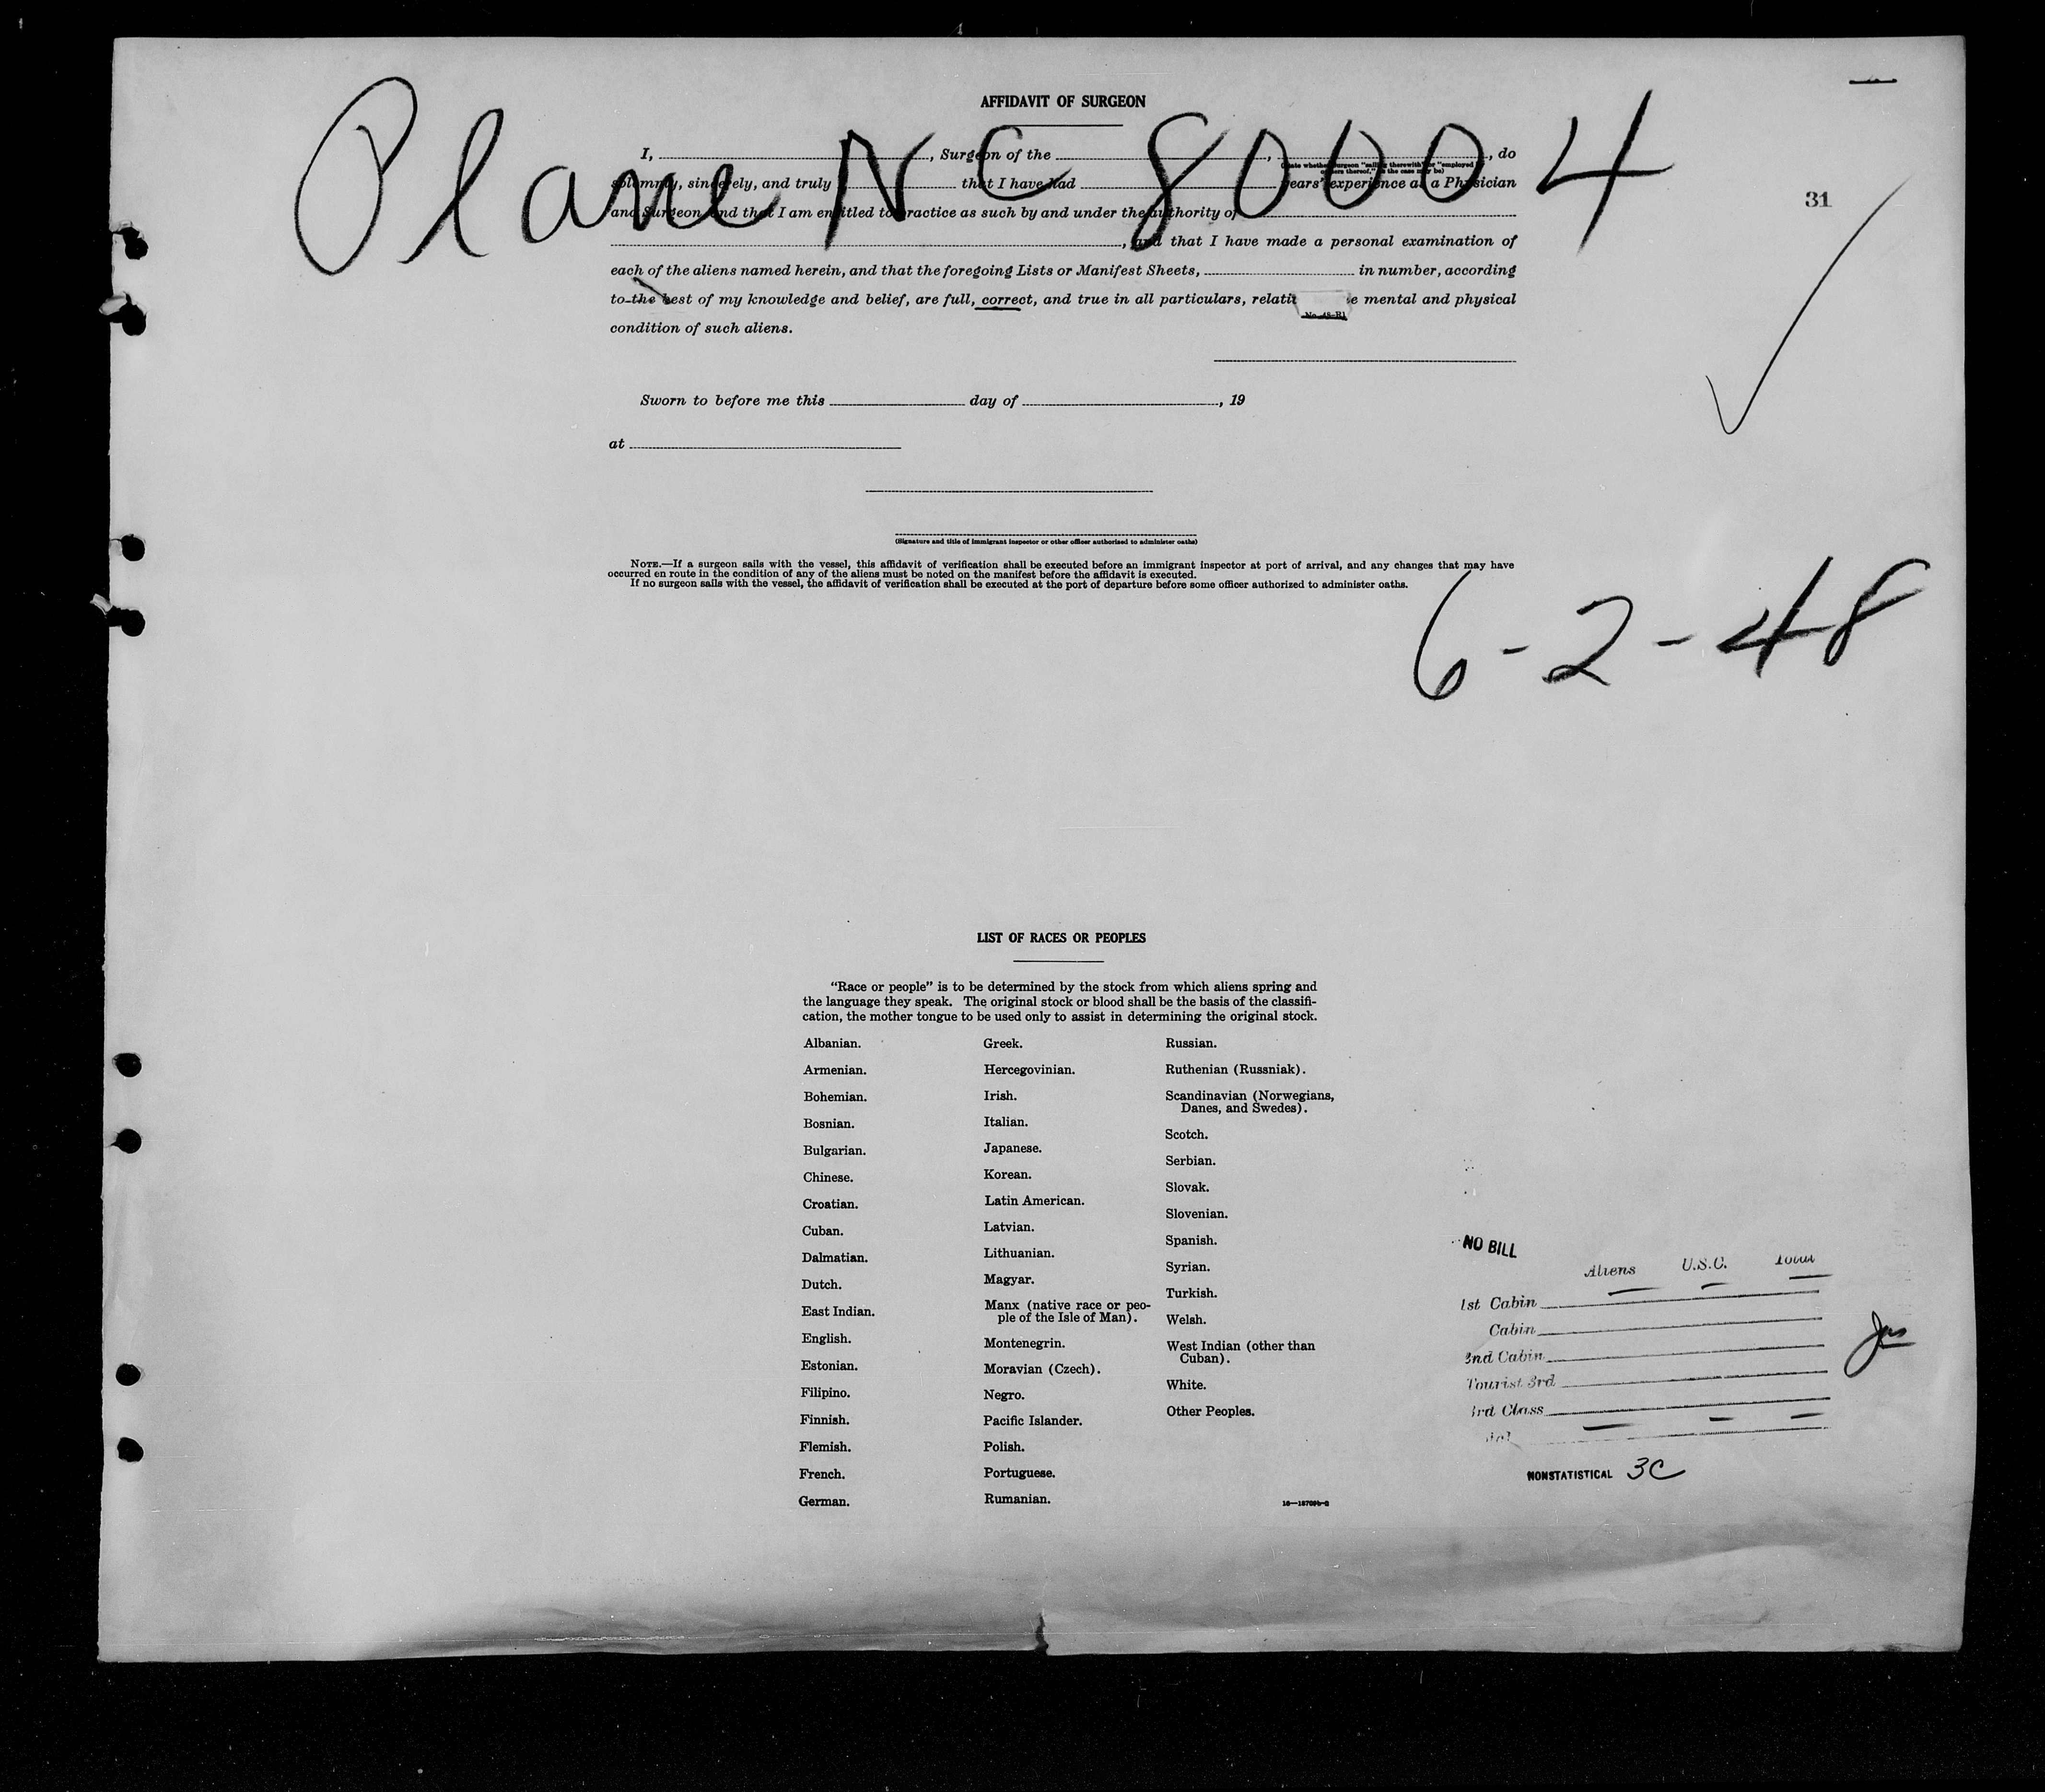 Plane NC 80004
AFFIDAVIT OF SURGEON
31
I, , Surgeon of the , , do
(State whether surgeon "sailing therewith" or "employed
owners thereof," as the case may be)
solemnly, sincerely, and truly that I have had years' experience as a Physician
and Surgeon and that I am entitled to practice as such by and under the authority of
, and that I have made a personal examination of
each of the aliens named herein, and that the foregoing Lists or Manifest Sheets, in number, according
to the best of my knowledge and belief, are full, correct, and true in all particulars, relati e mental and physical
condition of such aliens.
Sworn to before me this day of , 19
at
(Signature and title of immigrant inspector or other officer authorized to administer oaths)
NOTE.—If a surgeon sails with the vessel, this affidavit of verification shall be executed before an immigrant inspector at port of arrival, and any changes that may have
occurred en route in the condition of any of the aliens must be noted on the manifest before the affidavit is executed.
If no surgeon sails with the vessel, the affidavit of verification shall be executed at the port of departure before some officer authorized to administer oaths.
6-2-48
LIST OF RACES OR PEOPLES
"Race or people" is to be determined by the stock from which aliens spring and
the language they speak. The original stock or blood shall be the basis of the classifi-
cation, the mother tongue to be used only to assist in determining the original stock.
Albanian.
Armenian.
Bohemian.
Bosnian.
Bulgarian.
Chinese.
Croatian.
Cuban.
Dalmatian.
Dutch.
East Indian.
English.
Estonian.
Filipino.
Finnish.
Flemish.
French.
German.
Greek.
Hercegovinian.
Irish.
Italian.
Japanese.
Korean.
Latin American.
Latvian.
Lithuanian.
Magyar.
Manx (native race or peo-
ple of the Isle of Man).
Montenegrin.
Moravian (Czech).
Negro.
Pacific Islander.
Polish.
Portuguese.
Rumanian.
Russian.
Ruthenian (Russniak).
Scandinavian (Norwegians,
Danes, and Swedes).
Scotch.
Serbian.
Slovak.
Slovenian.
Spanish.
Syrian.
Turkish.
Welsh.
West Indian (other than
Cuban).
White.
Other Peoples.
NO BILL
Aliens U.S.C. Total
1st Cabin
Cabin
2nd Cabin
Tourist 3rd
3rd Class
NONSTATISTICAL 3C